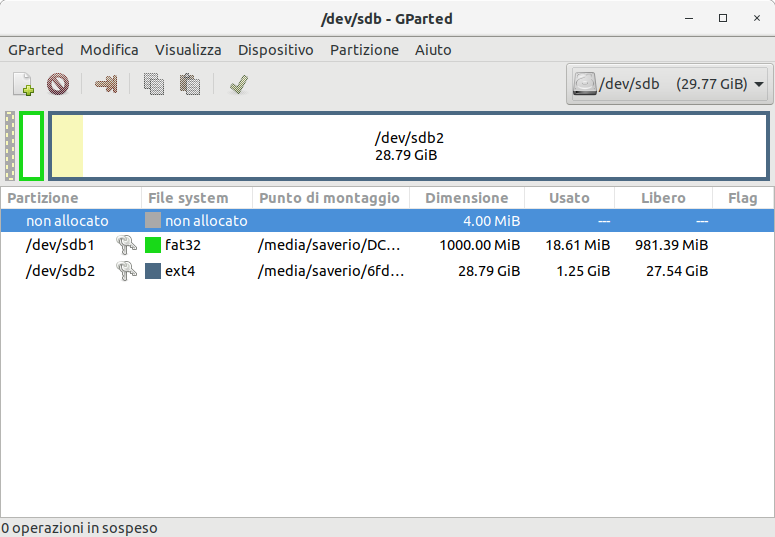 /dev/sdb - GParted
GParted Modifica Visualizza Dispositivo Partizione Aiuto
/dev/sdb (29.77 GiB)
/dev/sdb2
28.79 GiB
Partizione File system Punto di montaggio Dimensione Usato Libero Flag
non allocato non allocato 4.00 MiB --- ---
/dev/sdb1 fat32 /media/saverio/DC... 1000.00 MiB 18.61 MiB 981.39 MiB
/dev/sdb2 ext4 /media/saverio/6fd... 28.79 GiB 1.25 GiB 27.54 GiB
0 operazioni in sospeso